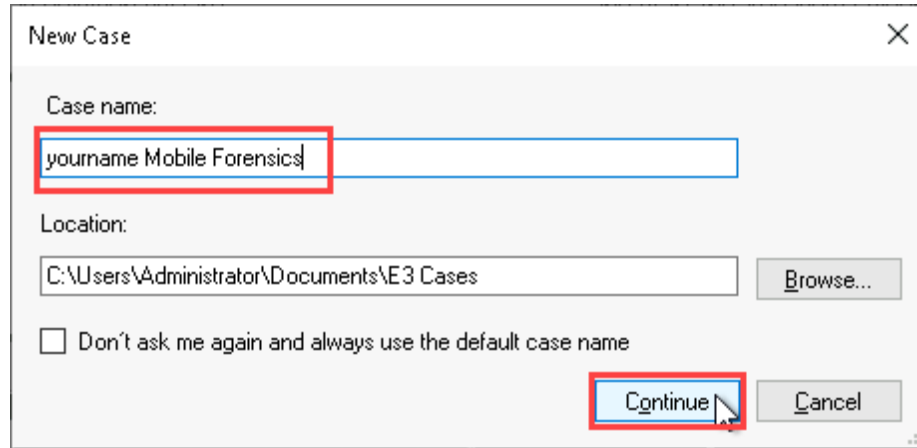 New Case
Case name:
yourname Mobile Forensics
Location:
C:\Users\Administrator\Documents\E3 Cases
Browse...
Don´t ask me again and always use the default case name
Continue
Cancel